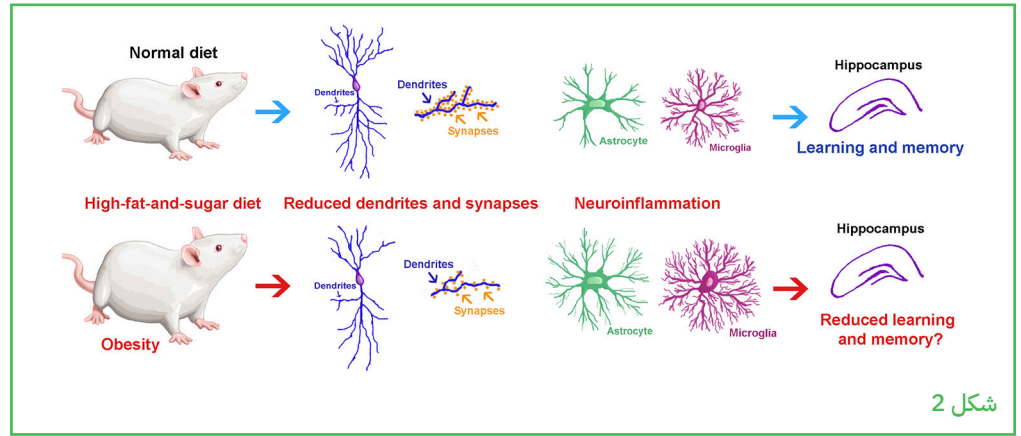 Normal diet
Dendrites
Dendrites
Synapses
Astrocyte
Microglia
Hippocampus
Learning and memory
High-fat-and-sugar diet
Reduced dendrites and synapses
Neuroinflammation
Obesity
Dendrites
Dendrites
Synapses
Astrocyte
Microglia
Hippocampus
Reduced learning
and memory?
شكل 2